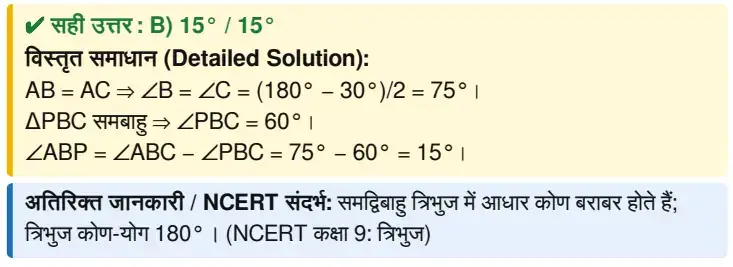 ✔ सही उत्तर : B) 15° / 15°
विस्तृत समाधान (Detailed Solution):
AB = AC ⇒ ∠B = ∠C = (180° − 30°)/2 = 75°।
ΔPBC समबाहु ⇒ ∠PBC = 60°।
∠ABP = ∠ABC − ∠PBC = 75° − 60° = 15°।
अतिरिक्त जानकारी / NCERT संदर्भ: समद्विबाहु त्रिभुज में आधार कोण बराबर होते हैं;
त्रिभुज कोण-योग 180° । (NCERT कक्षा 9: त्रिभुज)